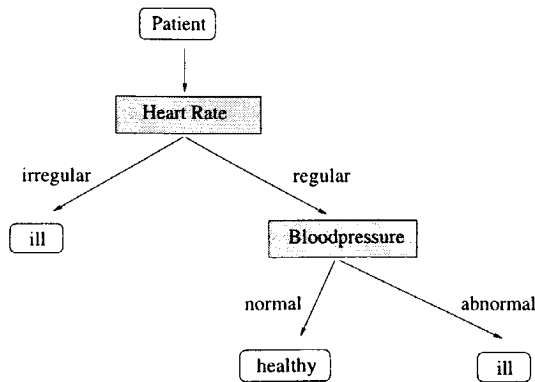 Patient
Heart Rate
irregular
regular
ill
Bloodpressure
normal
abnormal
healthy
ill